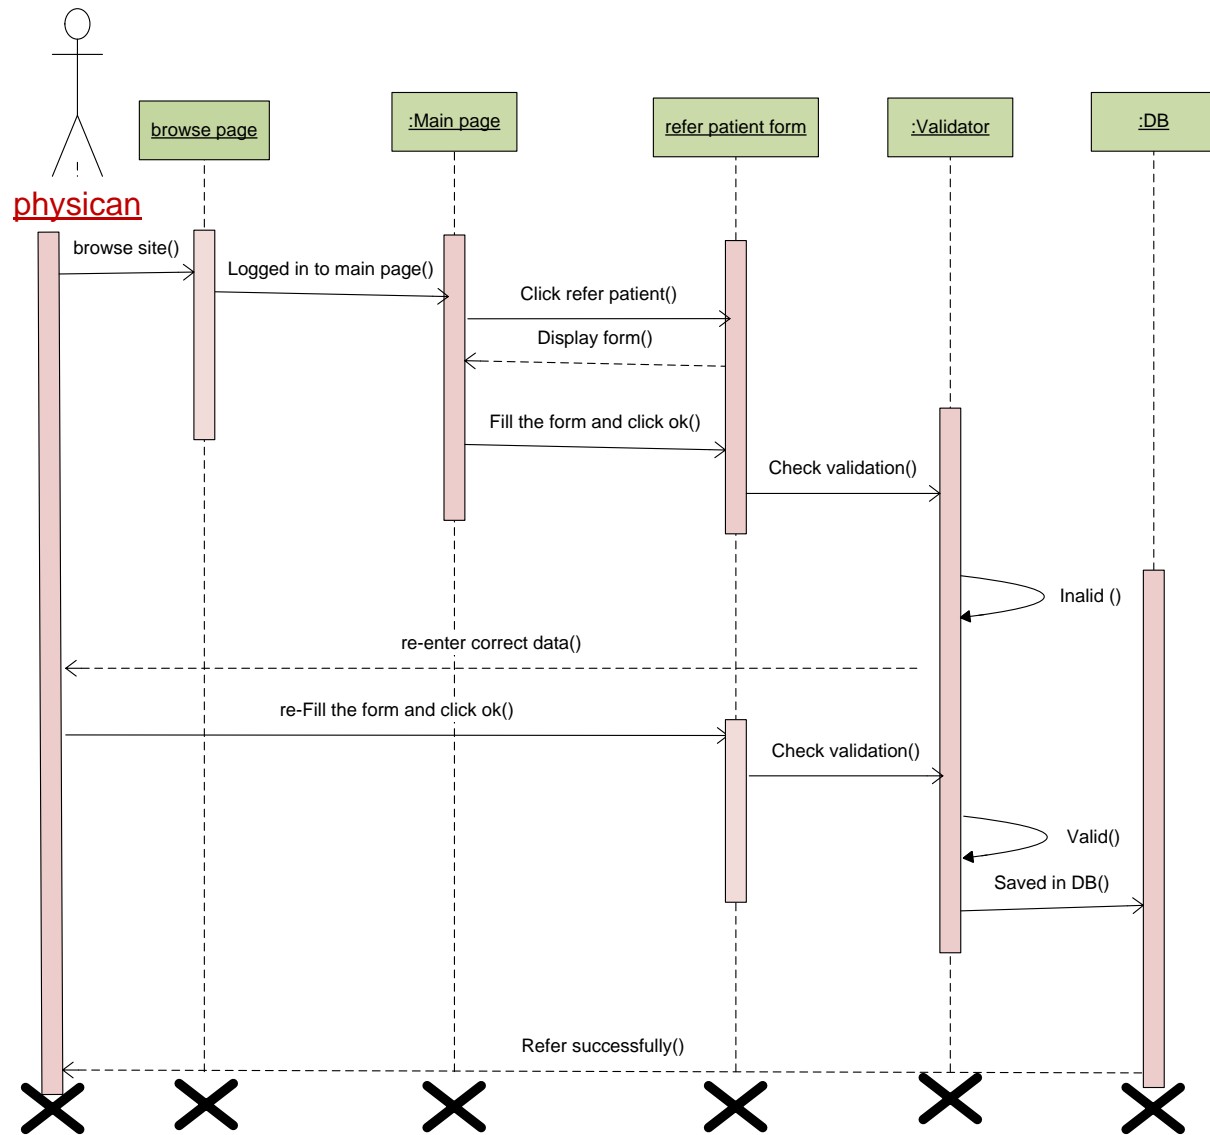 browse page
:Main page
refer patient form
:Validator
:DB
physican
browse site()
Logged in to main page()
Click refer patient()
Display form()
Fill the form and click ok()
Check validation()
Inalid ()
re-enter correct data()
re-Fill the form and click ok()
Check validation()
Valid()
Saved in DB()
Refer successfully()